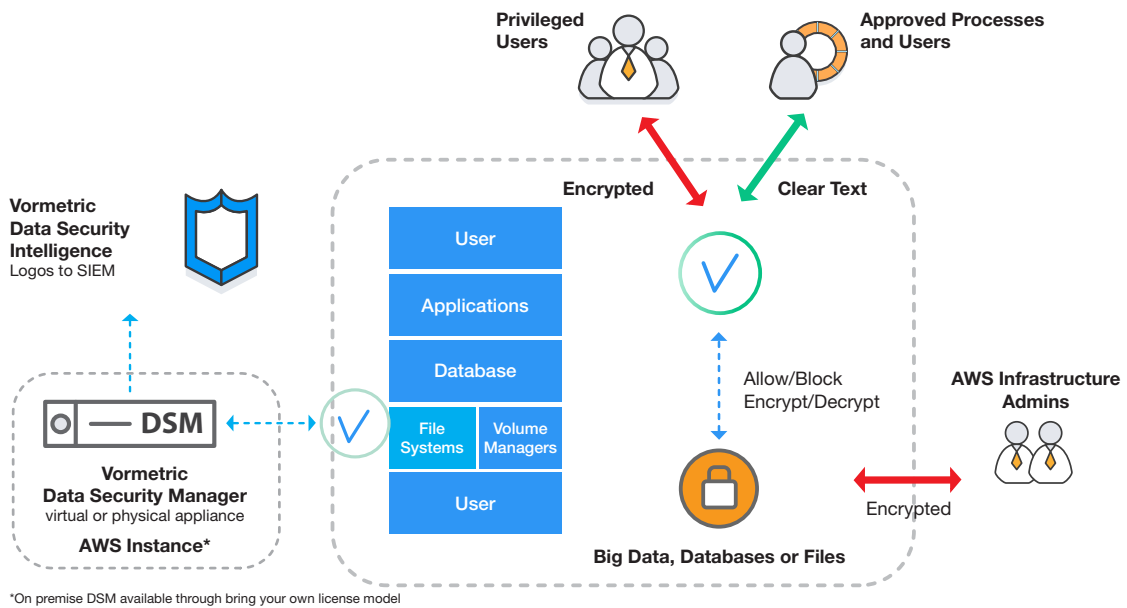 Privileged
Users
Approved Processes
and Users
Encrypted
Clear Text
Vormetric
Data Security
Intelligence
Logos to SIEM
User
Applications
Database
File
Systems
Volume
Managers
User
Allow/Block
Encrypt/Decrypt
AWS Infrastructure
Admins
DSM
Vormetric
Data Security Manager
virtual or physical appliance
AWS Instance*
Encrypted
Big Data, Databases or Files
*On premise DSM available through bring your own license model